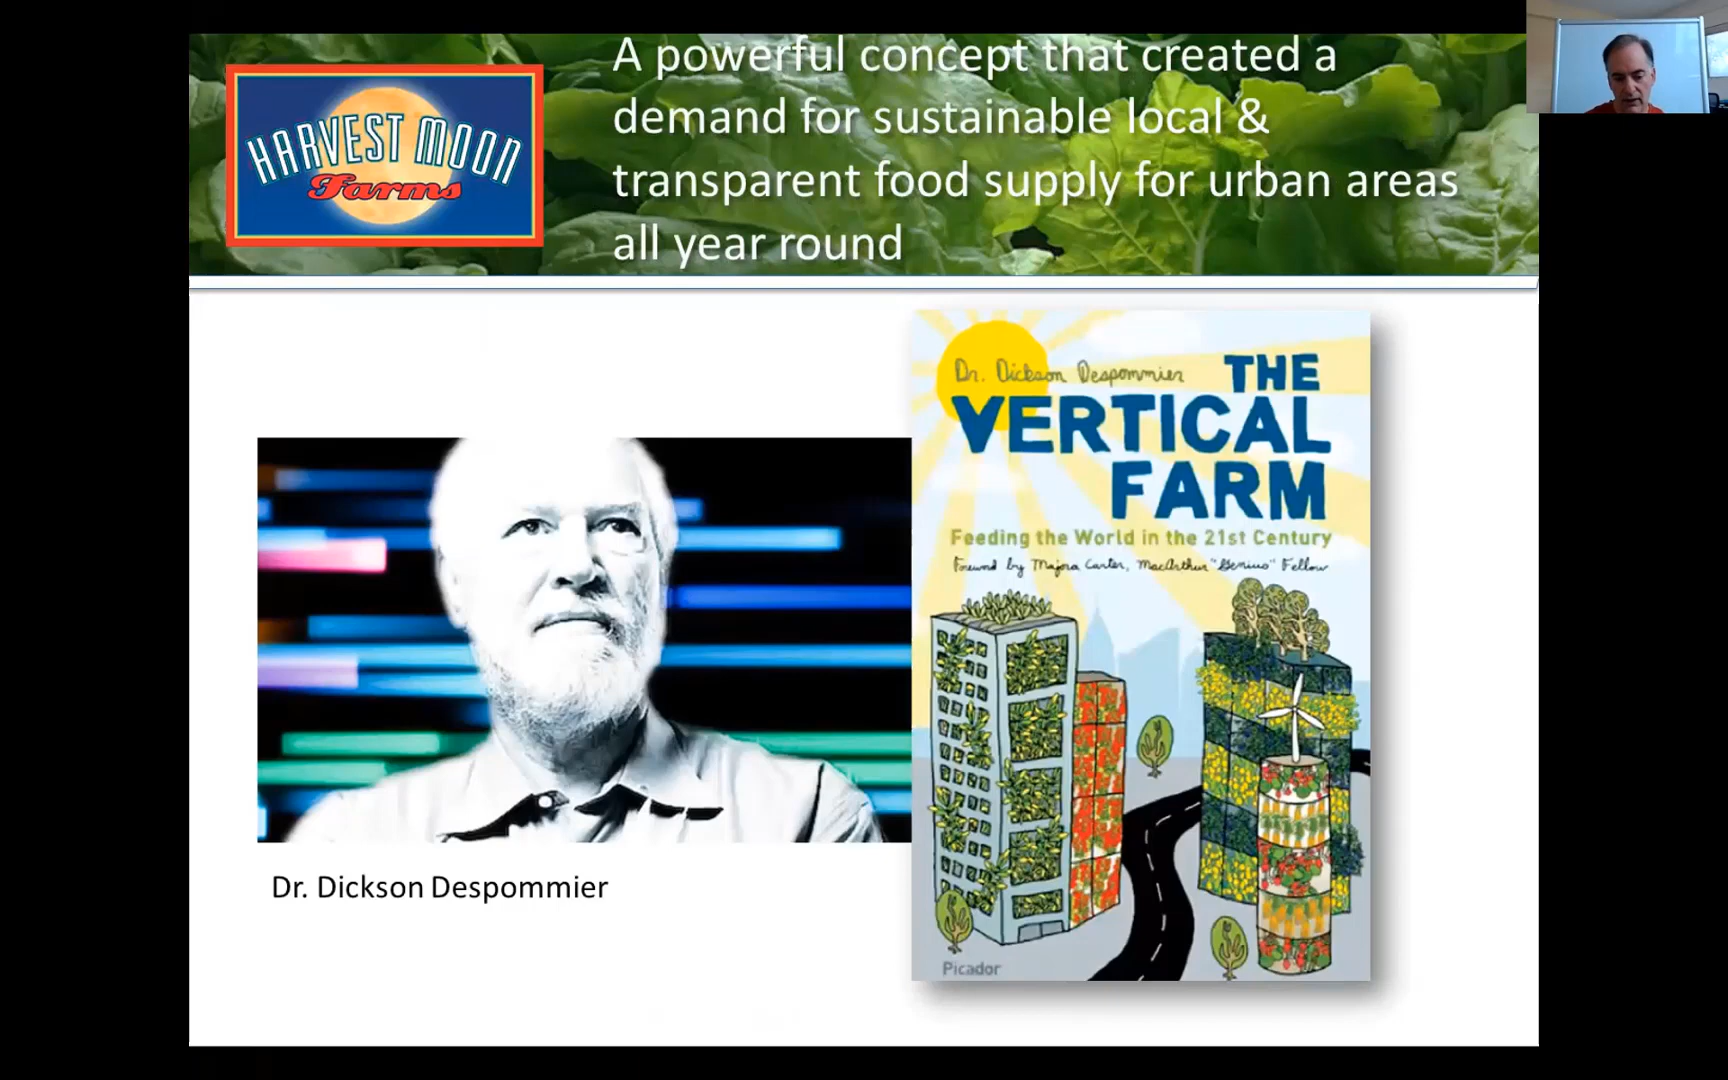 HARVEST MOON
Farms
A powerful concept that created a
demand for sustainable local &
transparent food supply for urban areas
all year round
Dr. Dickson Despommier
THE
VERTICAL
FARM
Feeding the World in the 21st Century
Foreword by Majora Carter, MacArthur "Genius" Fellow
Picador
Dr. Dickson Despommier